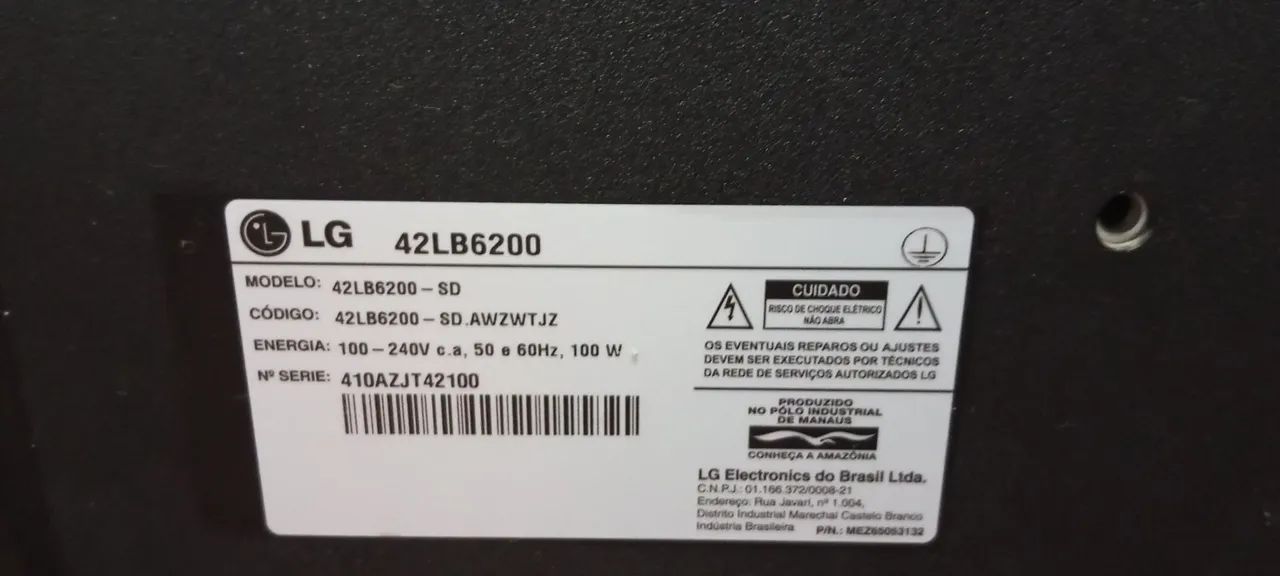 LG 42LB6200
MODELO: 42LB6200-SD
CÓDIGO: 42LB6200-SD.AWZWTJZ
ENERGIA: 100-240V c.a, 50 e 60Hz, 100 W
Nº SERIE: 410AZJT42100
CUIDADO
RISCO DE CHOQUE ELÉTRICO
NÃO ABRA
OS EVENTUAIS REPAROS OU AJUSTES
DEVEM SER EXECUTADOS POR TÉCNICOS
DA REDE DE SERVIÇOS AUTORIZADOS LG
PRODUZIDO
NO PÓLO INDUSTRIAL
DE MANAUS
CONHEÇA A AMAZÔNIA
LG Electronics do Brasil Ltda.
C.N.P.J.: 01.166.372/0008-21
Endereço: Rua Javari, nº 1.004,
Distrito Industrial Marechal Castelo Branco
Indústria Brasileira P/N.: MEZ65053132